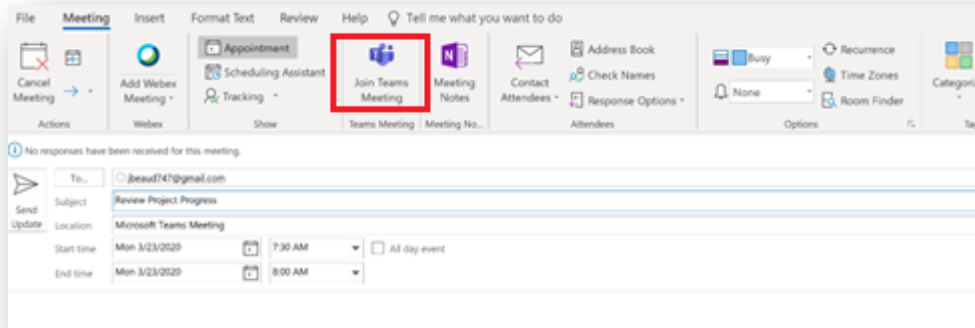 File Meeting Insert Format Text Review Help Tell me what you want to do
Cancel Meeting
Add Webex Meeting
Appointment
Scheduling Assistant
Tracking
Join Teams Meeting
Meeting Notes
Contact Attendees
Address Book
Check Names
Response Options
Busy
None
Recurrence
Time Zones
Room Finder
Actions Webex Show Teams Meeting Meeting No... Attendees Options
No responses have been received for this meeting.
Send Update
To... jbeaud747@gmail.com
Subject Review Project Progress
Location Microsoft Teams Meeting
Start time Mon 3/23/2020 7:30 AM All day event
End time Mon 3/23/2020 8:00 AM